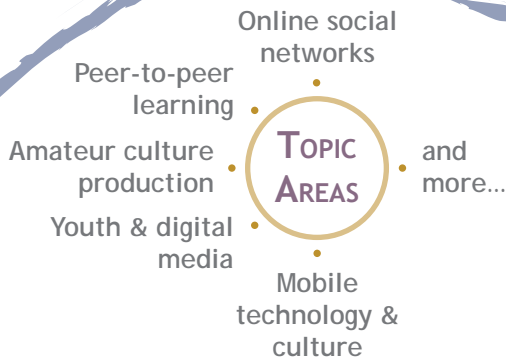 Online social
networks
Peer-to-peer
learning
Amateur culture
production
Youth & digital
media
Mobile
technology &
culture
and
more...
TOPIC
AREAS